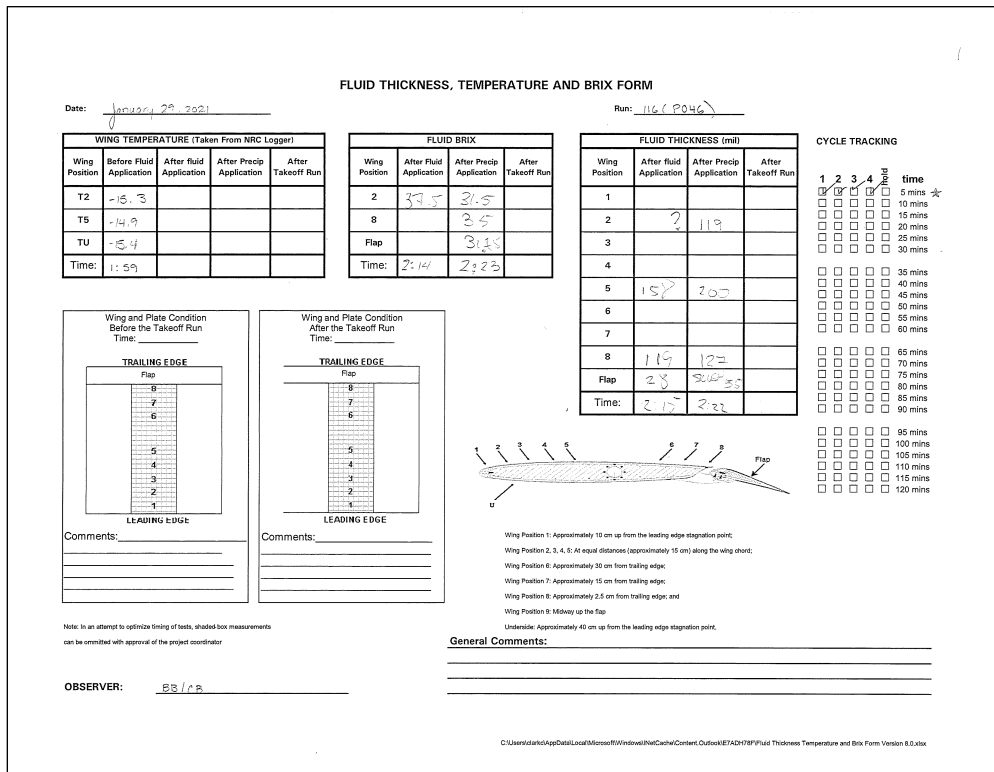 FLUID THICKNESS, TEMPERATURE AND BRIX FORM
Date: January 29, 2021
Run: 116 (P046)
WING TEMPERATURE (Taken From NRC Logger)
Wing Position Before Fluid Application After fluid Application After Precip Application After Takeoff Run
T2 -15.3
T5 -14.9
TU -15.4
Time: 1:59
FLUID BRIX
Wing Position After Fluid Application After Precip Application After Takeoff Run
2 37.5 31.5
8 35
Flap
Time: 2:14 2:23
FLUID THICKNESS (mil)
Wing Position After fluid Application After Precip Application After Takeoff Run
1
2 ? 119
3
4
5 158 200
6
7
8 119 127
Flap 28 55
Time: 2:15 2:22
CYCLE TRACKING
1 2 3 4 hold time
5 mins
10 mins
15 mins
20 mins
25 mins
30 mins
35 mins
40 mins
45 mins
50 mins
55 mins
60 mins
65 mins
70 mins
75 mins
80 mins
85 mins
90 mins
95 mins
100 mins
105 mins
110 mins
115 mins
120 mins
Wing and Plate Condition
Before the Takeoff Run
Time:
TRAILING EDGE
Flap
8
7
6
5
4
3
2
1
LEADING EDGE
Comments:
Wing and Plate Condition
After the Takeoff Run
Time:
TRAILING EDGE
Flap
8
7
6
5
4
3
2
1
LEADING EDGE
Comments:
1 2 3 4 5 6 7 8 Flap
U
Wing Position 1: Approximately 10 cm up from the leading edge stagnation point;
Wing Position 2, 3, 4, 5: At equal distances (approximately 15 cm) along the wing chord;
Wing Position 6: Approximately 30 cm from trailing edge;
Wing Position 7: Approximately 15 cm from trailing edge;
Wing Position 8: Approximately 2.5 cm from trailing edge; and
Wing Position 9: Midway up the flap
Underside: Approximately 40 cm up from the leading edge stagnation point.
Note: In an attempt to optimize timing of tests, shaded-box measurements
can be ommitted with approval of the project coordinator
General Comments:
OBSERVER: BB/CB
C:\Users\clarkc\AppData\Local\Microsoft\Windows\INetCache\Content.Outlook\E7ADH78F\Fluid Thickness Temperature and Brix Form Version 8.0.xlsx